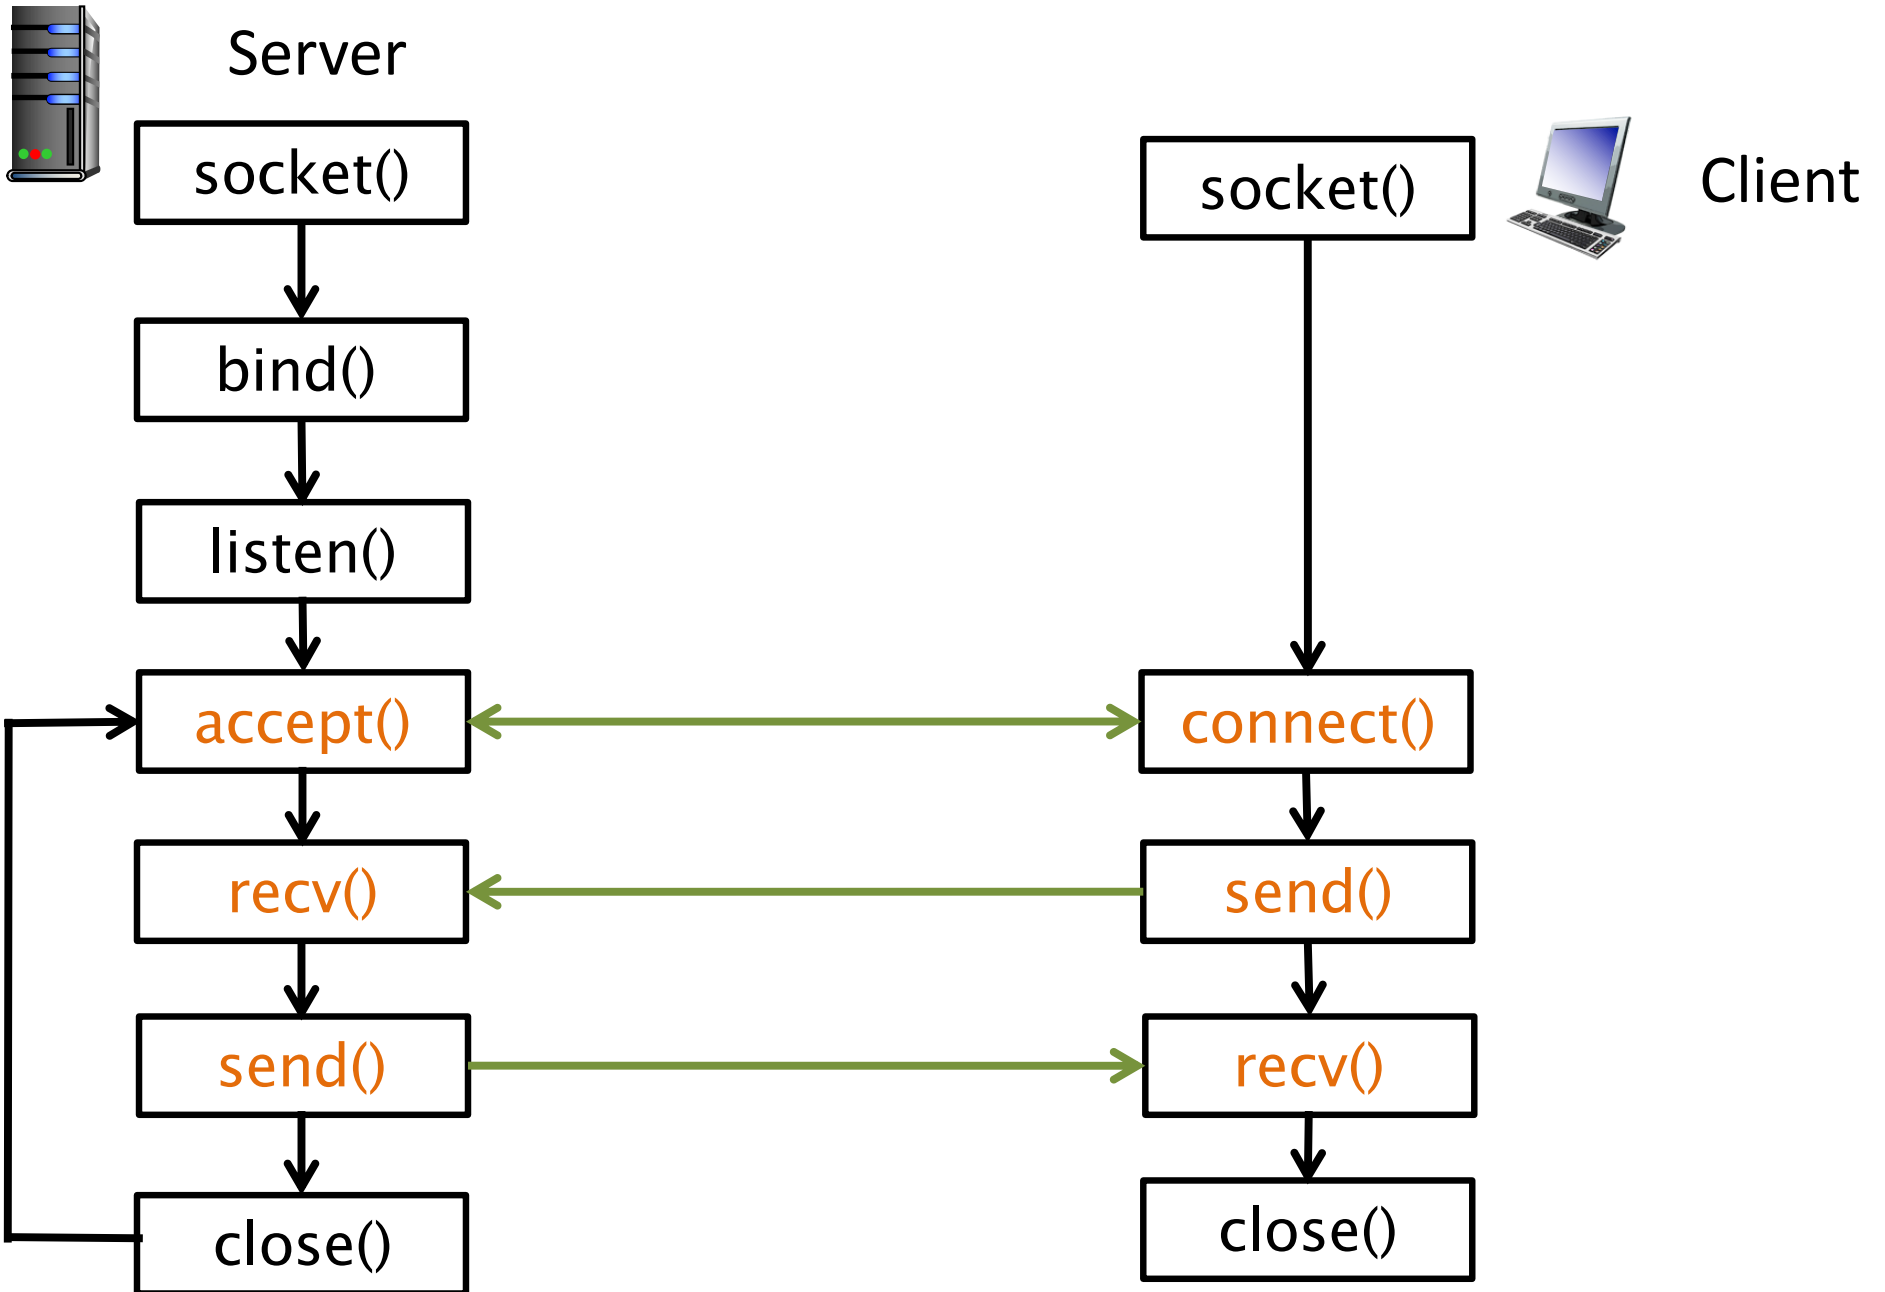 Server
socket()
bind()
listen()
accept()
recv()
send()
close()
Client
socket()
connect()
send()
recv()
close()